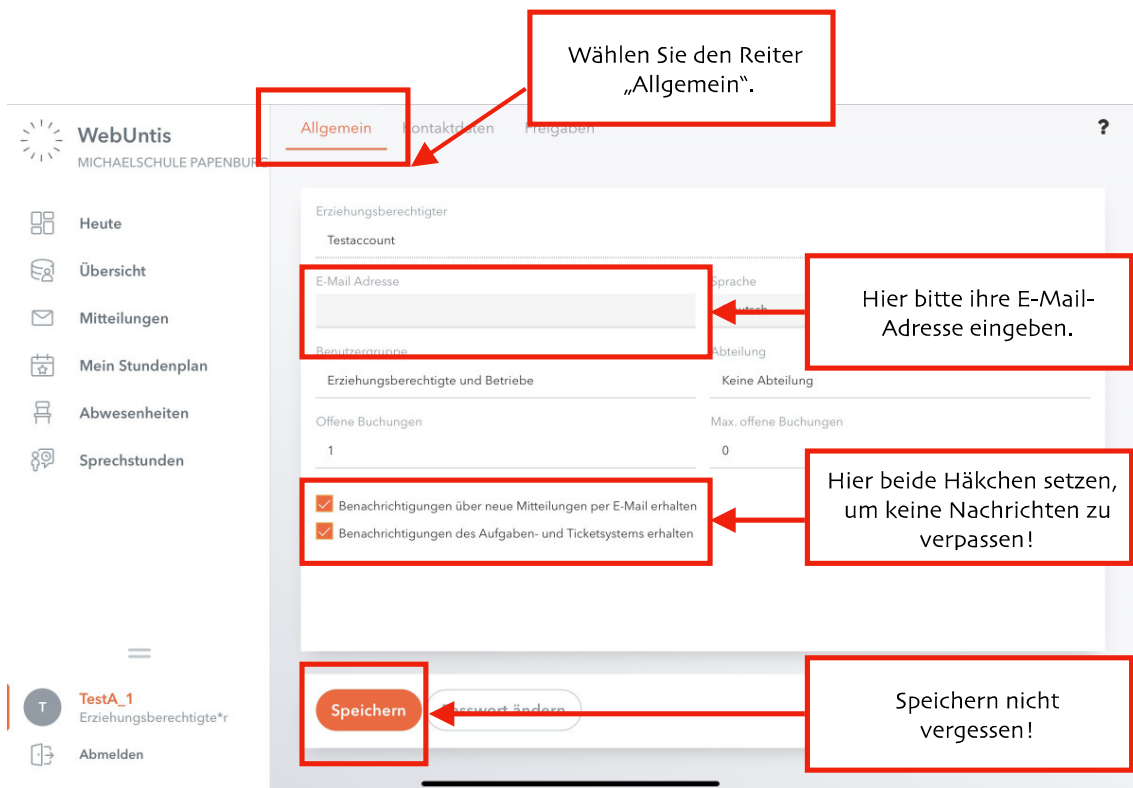 Wählen Sie den Reiter
„Allgemein“.
WebUntis
MICHAELSCHULE PAPENBURG
Allgemein Kontaktdaten Freigaben
?
Heute
Übersicht
Mitteilungen
Mein Stundenplan
Abwesenheiten
Sprechstunden
Erziehungsberechtigter
Testaccount
E-Mail Adresse
Sprache
Deutsch
Hier bitte ihre E-Mail-
Adresse eingeben.
Benutzergruppe
Abteilung
Erziehungsberechtigte und Betriebe
Keine Abteilung
Offene Buchungen
Max. offene Buchungen
1
0
Hier beide Häkchen setzen,
um keine Nachrichten zu
verpassen!
Benachrichtigungen über neue Mitteilungen per E-Mail erhalten
Benachrichtigungen des Aufgaben- und Ticketsystems erhalten
T
TestA_1
Erziehungsberechtigte*r
Abmelden
Speichern
Passwort ändern
Speichern nicht
vergessen!